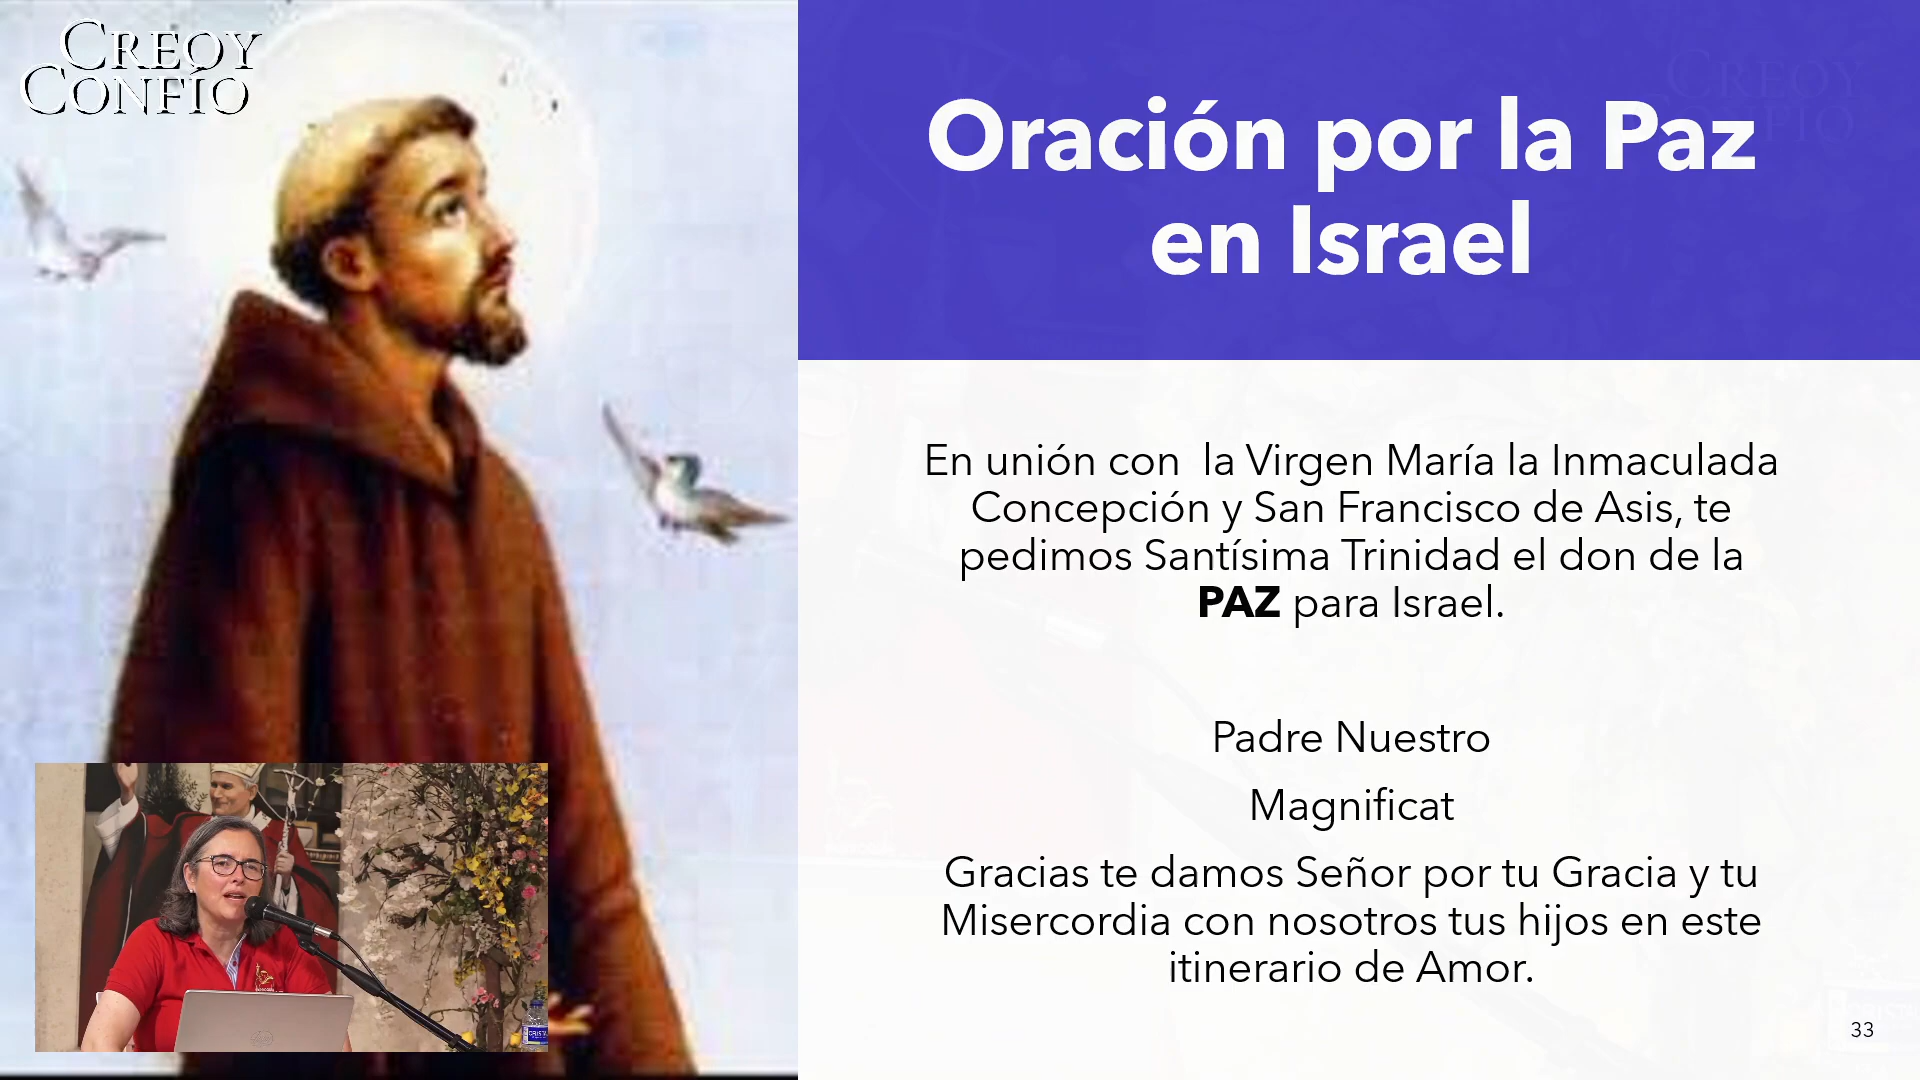 CREO Y
CONFÍO
Oración por la Paz
en Israel
En unión con la Virgen María la Inmaculada
Concepción y San Francisco de Asis, te
pedimos Santísima Trinidad el don de la
PAZ para Israel.
Padre Nuestro
Magnificat
Gracias te damos Señor por tu Gracia y tu
Misercordia con nosotros tus hijos en este
itinerario de Amor.
33